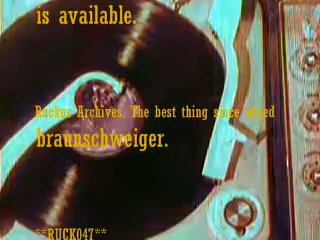 is available.
Ruckus Archives. The best thing since sliced
braunschweiger.
**RUCK047**